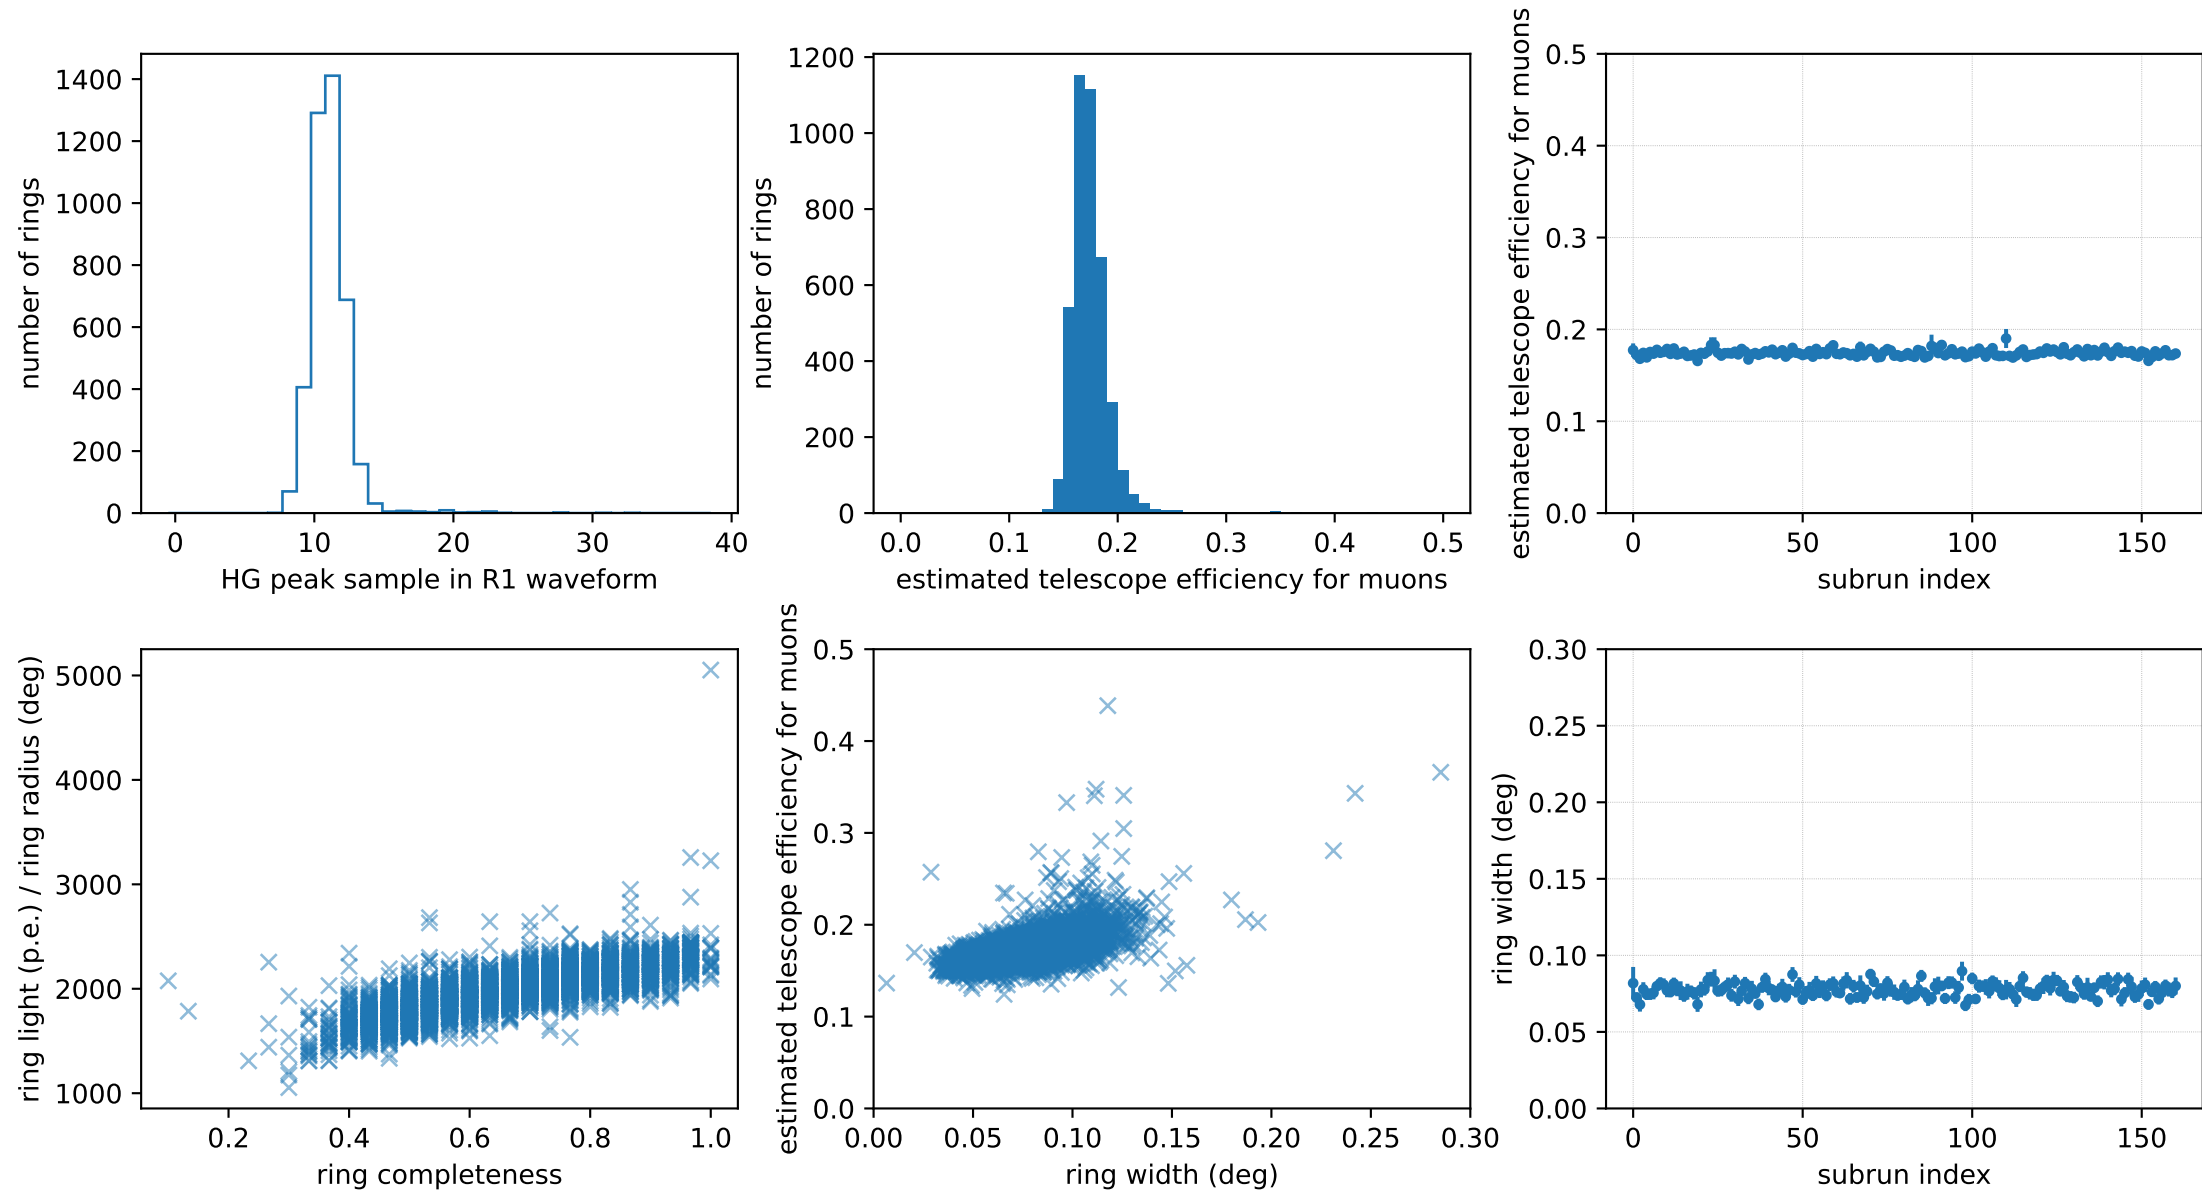 number of rings
1400
1200
1000
800
600
400
200
0
0 10 20 30 40
HG peak sample in R1 waveform
number of rings
1200
1000
800
600
400
200
0
0.0 0.1 0.2 0.3 0.4 0.5
estimated telescope efficiency for muons
estimated telescope efficiency for muons
0.5
0.4
0.3
0.2
0.1
0.0
0 50 100 150
subrun index
ring light (p.e.) / ring radius (deg)
5000
4000
3000
2000
1000
0.2 0.4 0.6 0.8 1.0
ring completeness
estimated telescope efficiency for muons
0.5
0.4
0.3
0.2
0.1
0.0
0.00 0.05 0.10 0.15 0.20 0.25 0.30
ring width (deg)
ring width (deg)
0.30
0.25
0.20
0.15
0.10
0.05
0.00
0 50 100 150
subrun index